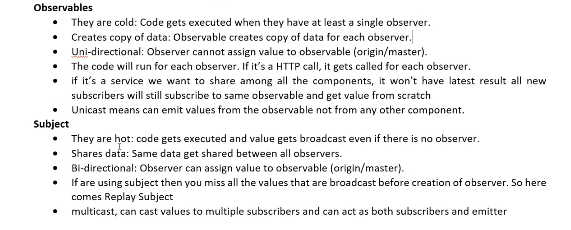 Observables
• They are cold: Code gets executed when they have at least a single observer.
• Creates copy of data: Observable creates copy of data for each observer.
• Uni-directional: Observer cannot assign value to observable (origin/master).
• The code will run for each observer. If it’s a HTTP call, it gets called for each observer.
• if it’s a service we want to share among all the components, it won’t have latest result all new
subscribers will still subscribe to same observable and get value from scratch
• Unicast means can emit values from the observable not from any other component.
Subject
• They are hot: code gets executed and value gets broadcast even if there is no observer.
• Shares data: Same data get shared between all observers.
• Bi-directional: Observer can assign value to observable (origin/master).
• If are using subject then you miss all the values that are broadcast before creation of observer. So here
comes Replay Subject
• multicast, can cast values to multiple subscribers and can act as both subscribers and emitter